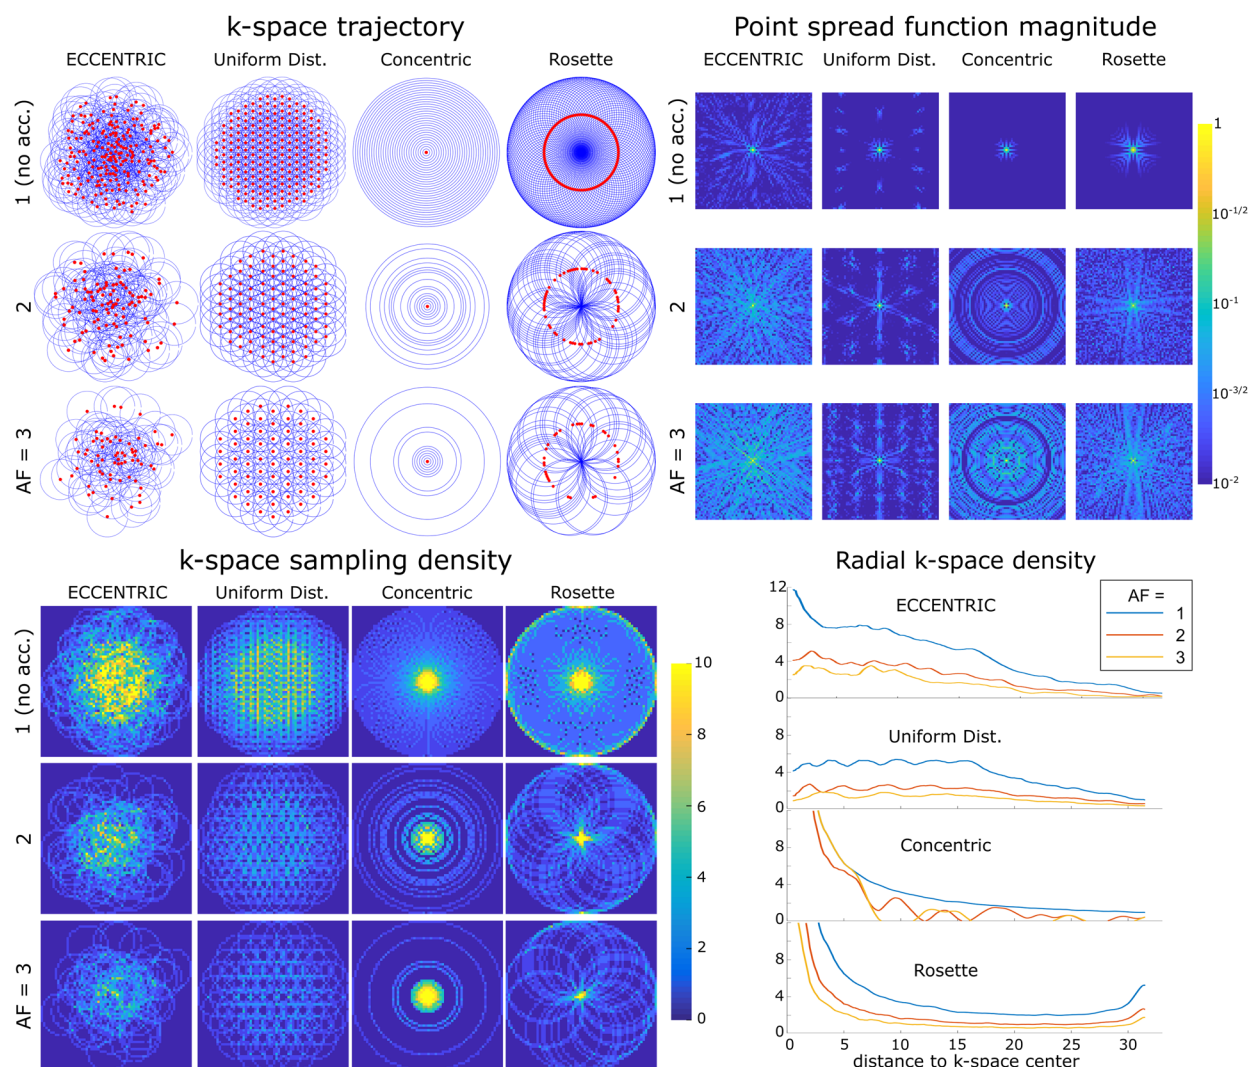 k-space trajectory
ECCENTRIC Uniform Dist. Concentric Rosette
1 (no acc.)
2
AF = 3
Point spread function magnitude
ECCENTRIC Uniform Dist. Concentric Rosette
1 (no acc.)
2
AF = 3
1
10^-1/2
10^-1
10^-3/2
10^-2
k-space sampling density
ECCENTRIC Uniform Dist. Concentric Rosette
1 (no acc.)
2
AF = 3
10
8
6
4
2
0
Radial k-space density
AF =
1
2
3
ECCENTRIC
12
8
4
0
Uniform Dist.
8
4
0
Concentric
8
4
0
Rosette
8
4
0
0 5 10 15 20 25 30
distance to k-space center